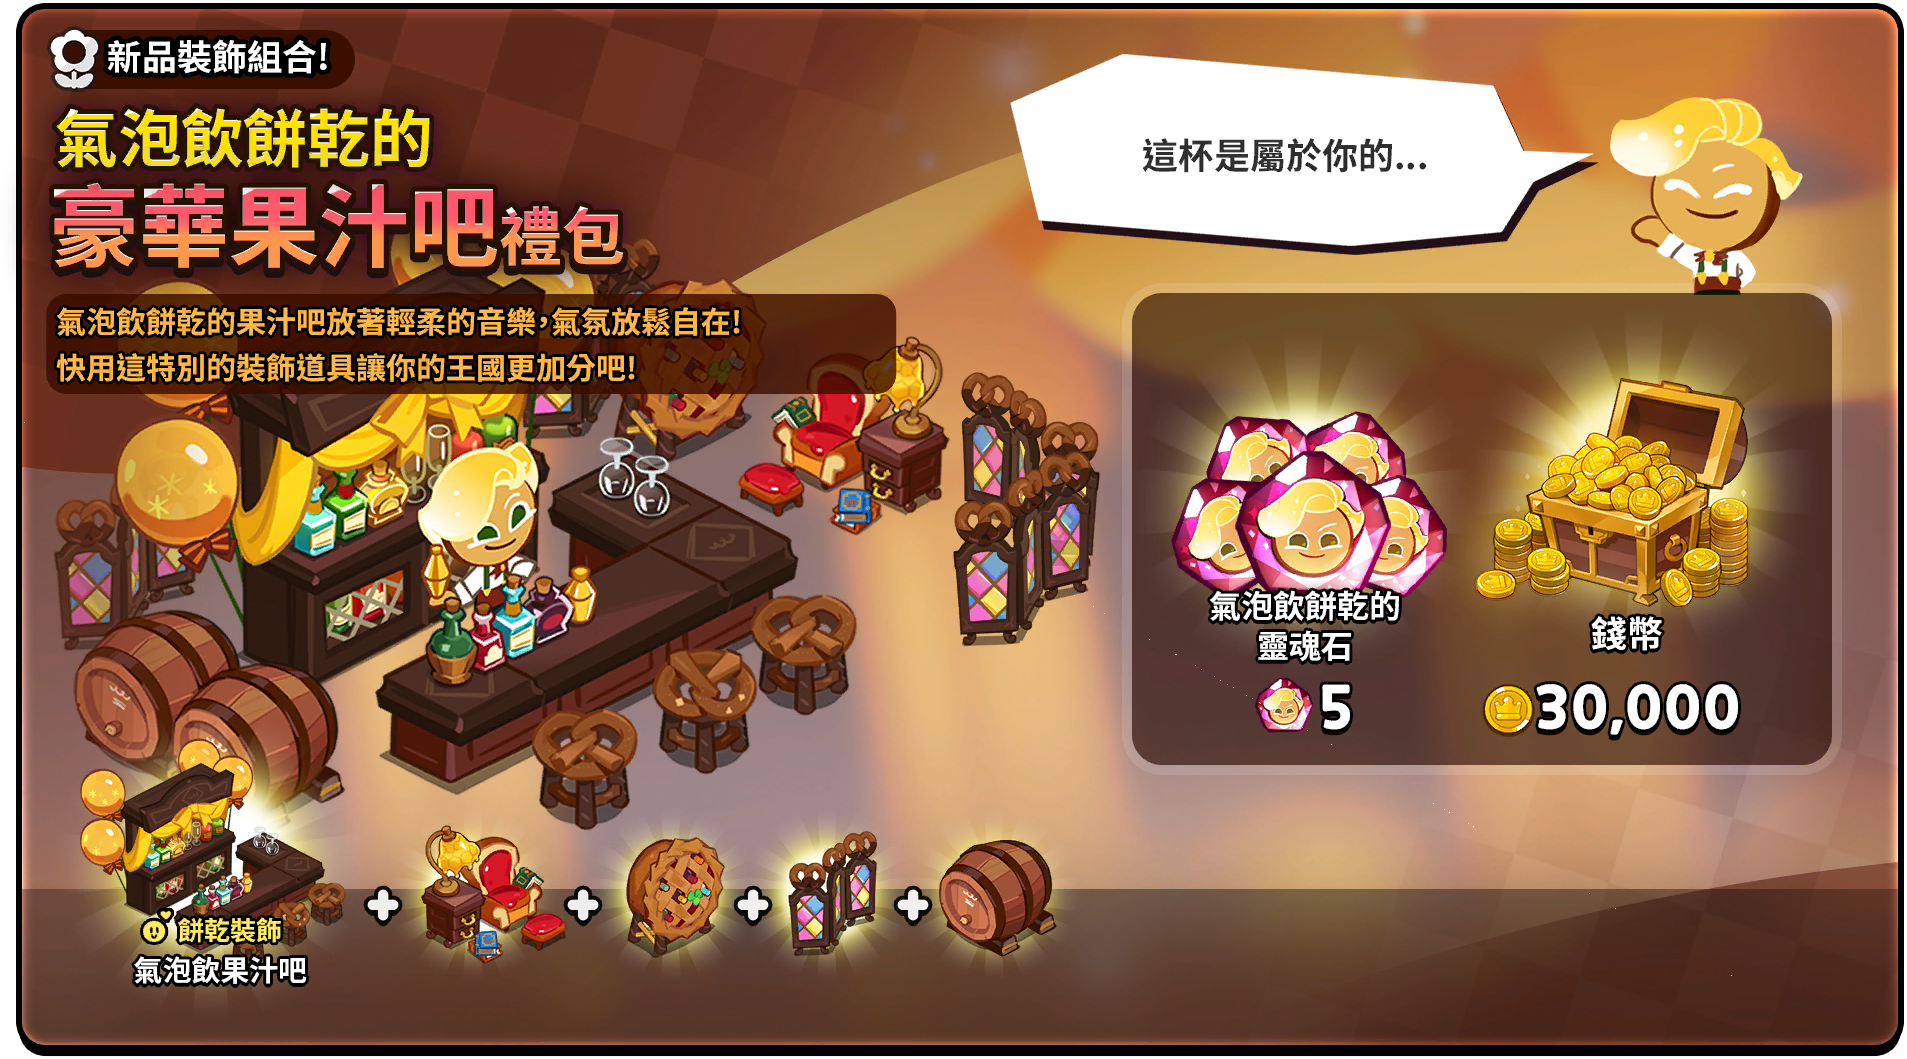 新品裝飾組合!
氣泡飲餅乾的
豪華果汁吧禮包
氣泡飲餅乾的果汁吧放著輕柔的音樂,氣氛放鬆自在!
快用這特別的裝飾道具讓你的王國更加分吧!
這杯是屬於你的...
氣泡飲餅乾的
靈魂石
5
錢幣
30,000
餅乾裝飾
氣泡飲果汁吧